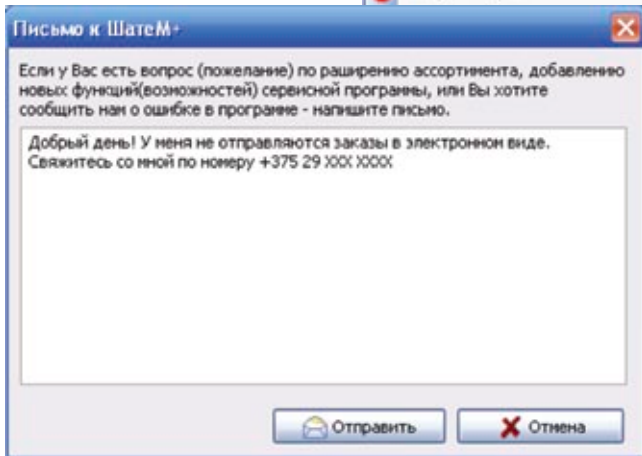 Письмо к ШатеМ+
Если у Вас есть вопрос (пожелание) по раширению ассортимента, добавлению
новых функций(возможностей) сервисной программы, или Вы хотите
сообщить нам о ошибке в программе - напишите письмо.
Добрый день! У меня не отправляются заказы в электронном виде.
Свяжитесь со мной по номеру +375 29 XXX XXXX
Отправить
Отмена